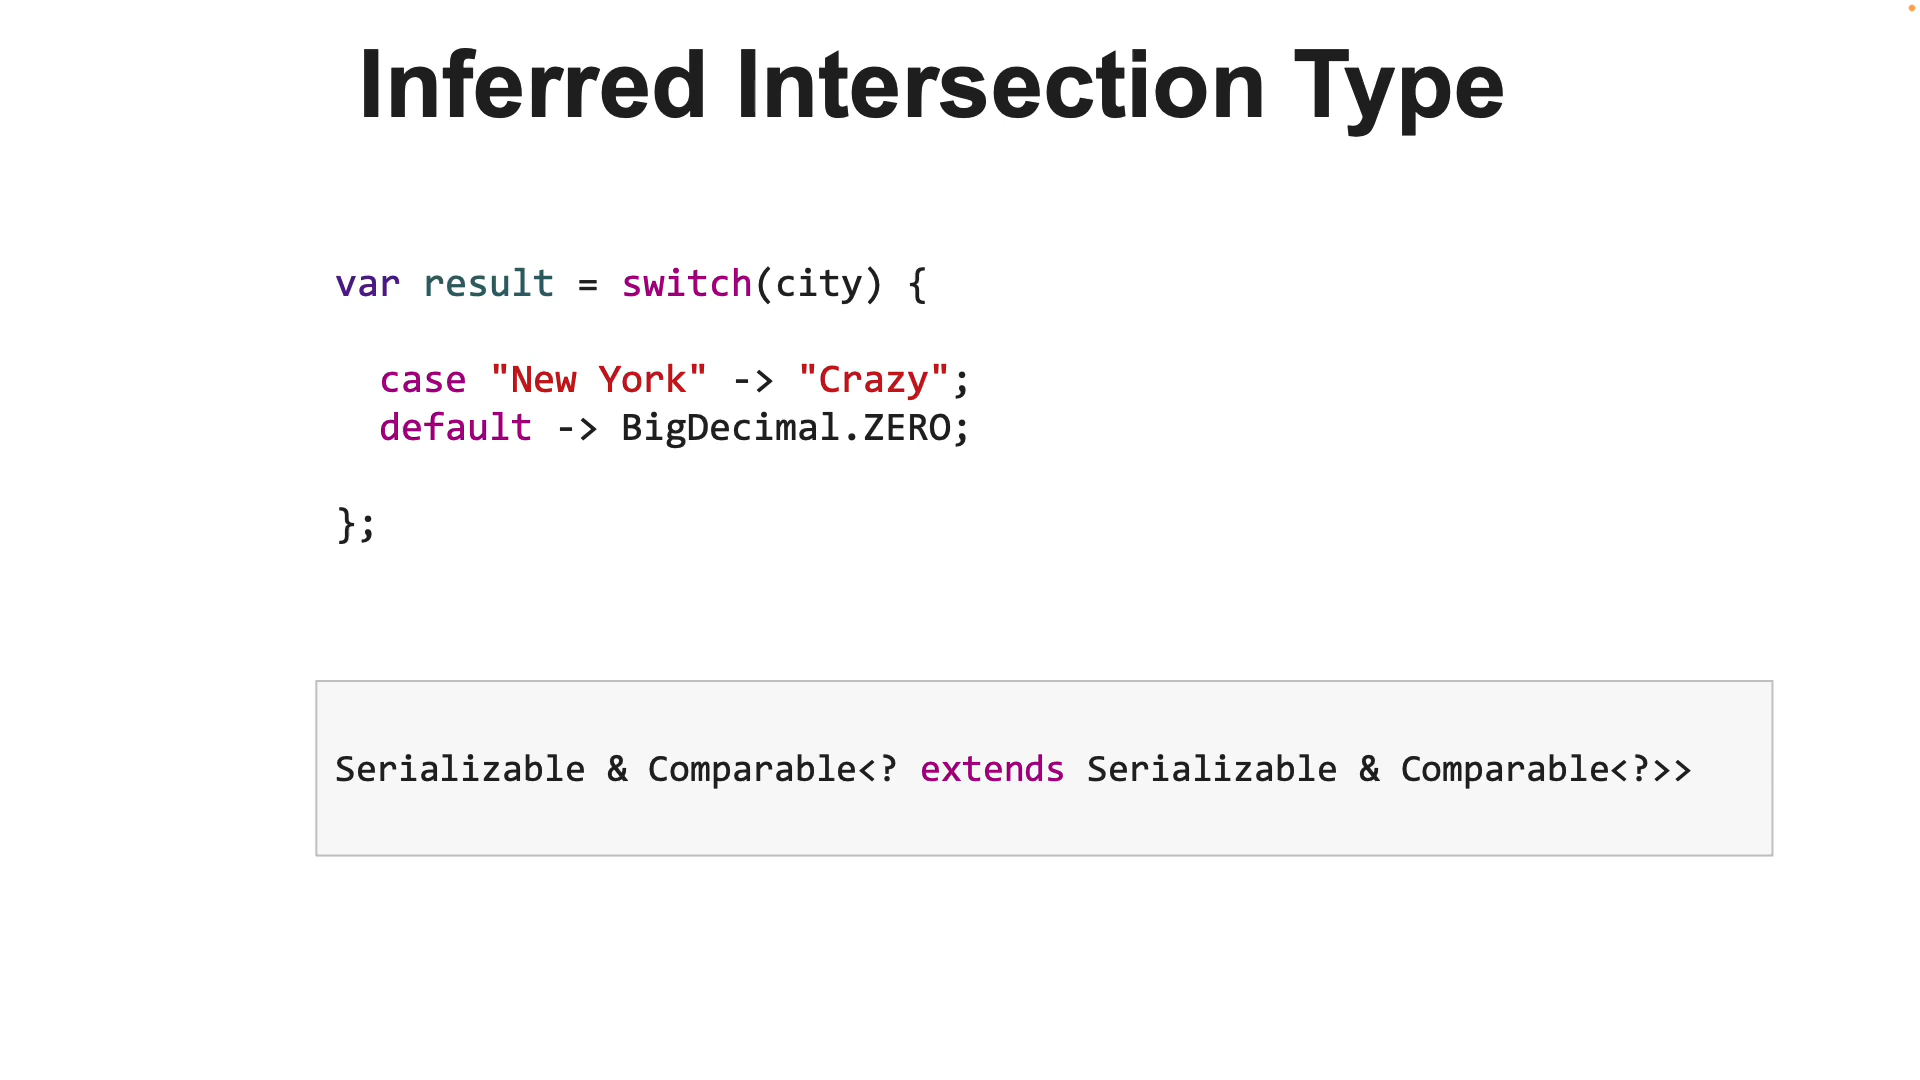 Inferred Intersection Type
var result = switch(city) {
case "New York" -> "Crazy";
default -> BigDecimal.ZERO;
};
Serializable & Comparable<? extends Serializable & Comparable<?>>